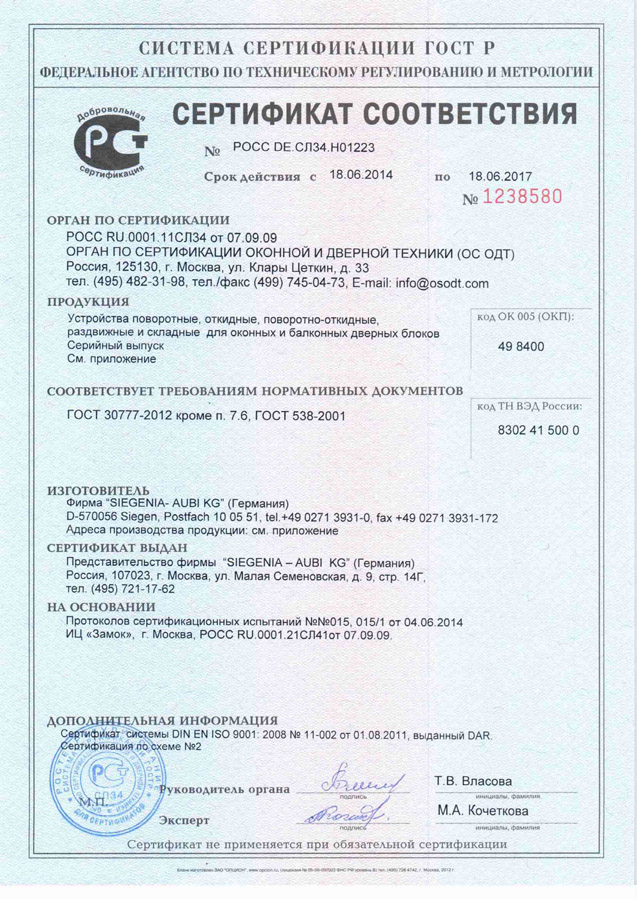 СИСТЕМА СЕРТИФИКАЦИИ ГОСТ Р
ФЕДЕРАЛЬНОЕ АГЕНТСТВО ПО ТЕХНИЧЕСКОМУ РЕГУЛИРОВАНИЮ И МЕТРОЛОГИИ
Добровольная
РСТ
сертификация
СЕРТИФИКАТ СООТВЕТСТВИЯ
№ РОСС DE.СЛ34.Н01223
Срок действия с 18.06.2014 по 18.06.2017
№ 1238580
ОРГАН ПО СЕРТИФИКАЦИИ
РОСС RU.0001.11СЛ34 от 07.09.09
ОРГАН ПО СЕРТИФИКАЦИИ ОКОННОЙ И ДВЕРНОЙ ТЕХНИКИ (ОС ОДТ)
Россия, 125130, г. Москва, ул. Клары Цеткин, д. 33
тел. (495) 482-31-98, тел./факс (499) 745-04-73, E-mail: info@osodt.com
ПРОДУКЦИЯ
Устройства поворотные, откидные, поворотно-откидные,
раздвижные и складные для оконных и балконных дверных блоков
Серийный выпуск
См. приложение
код ОК 005 (ОКП):
49 8400
СООТВЕТСТВУЕТ ТРЕБОВАНИЯМ НОРМАТИВНЫХ ДОКУМЕНТОВ
ГОСТ 30777-2012 кроме п. 7.6, ГОСТ 538-2001
код ТН ВЭД России:
8302 41 500 0
ИЗГОТОВИТЕЛЬ
Фирма "SIEGENIA- AUBI KG" (Германия)
D-570056 Siegen, Postfach 10 05 51, tel.+49 0271 3931-0, fax +49 0271 3931-172
Адреса производства продукции: см. приложение
СЕРТИФИКАТ ВЫДАН
Представительство фирмы "SIEGENIA – AUBI KG" (Германия)
Россия, 107023, г. Москва, ул. Малая Семеновская, д. 9, стр. 14Г,
тел. (495) 721-17-62
НА ОСНОВАНИИ
Протоколов сертификационных испытаний №№015, 015/1 от 04.06.2014
ИЦ «Замок», г. Москва, РОСС RU.0001.21СЛ41от 07.09.09.
ДОПОЛНИТЕЛЬНАЯ ИНФОРМАЦИЯ
Сертификат системы DIN EN ISO 9001: 2008 № 11-002 от 01.08.2011, выданный DAR.
Сертификация по схеме №2
СЛ34
ДЛЯ СЕРТИФИКАТОВ
М.П.
Руководитель органа
подпись
Т.В. Власова
инициалы, фамилия
Эксперт
подпись
М.А. Кочеткова
инициалы, фамилия
Сертификат не применяется при обязательной сертификации